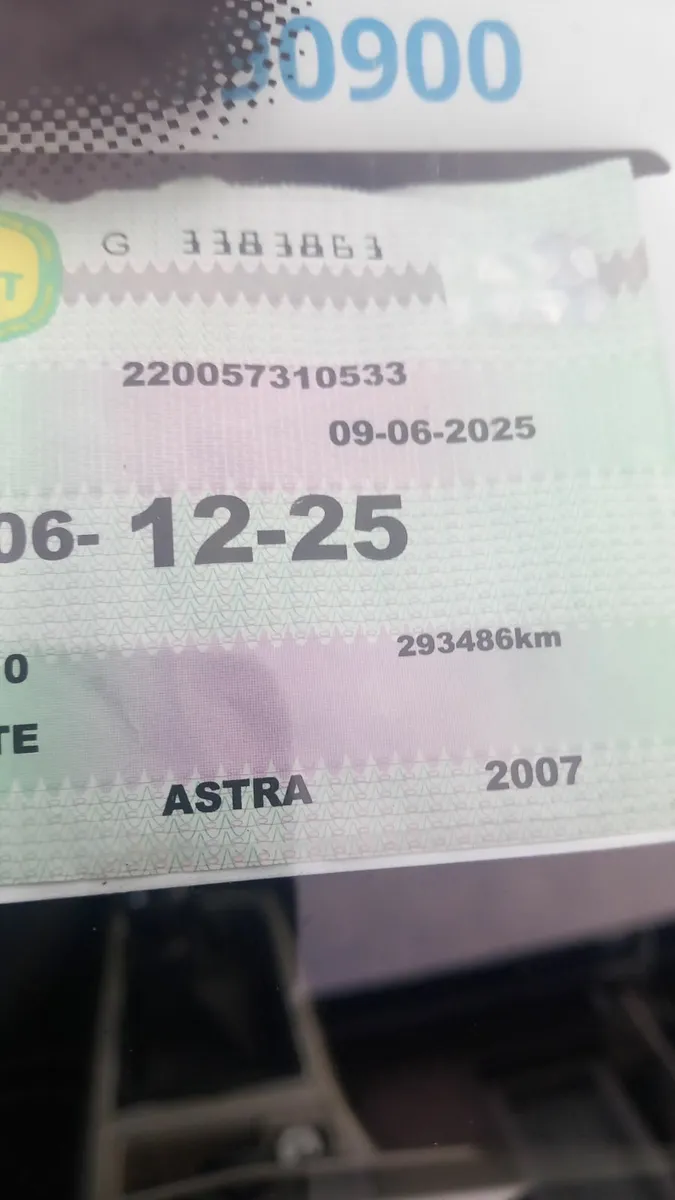 0900
T
G 3383863
220057310533
09-06-2025
06- 12-25
293486km
0
TE
ASTRA 2007